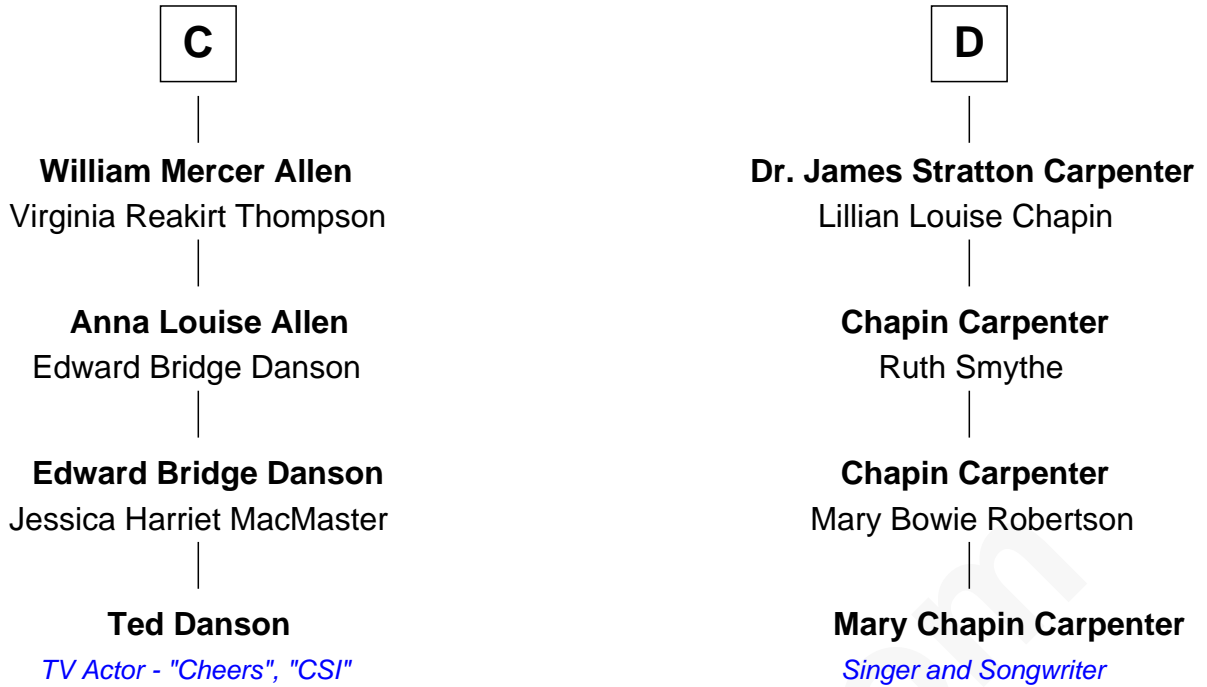 C
William Mercer Allen
Virginia Reakirt Thompson
Anna Louise Allen
Edward Bridge Danson
Edward Bridge Danson
Jessica Harriet MacMaster
Ted Danson
TV Actor - "Cheers", "CSI"
D
Dr. James Stratton Carpenter
Lillian Louise Chapin
Chapin Carpenter
Ruth Smythe
Chapin Carpenter
Mary Bowie Robertson
Mary Chapin Carpenter
Singer and Songwriter